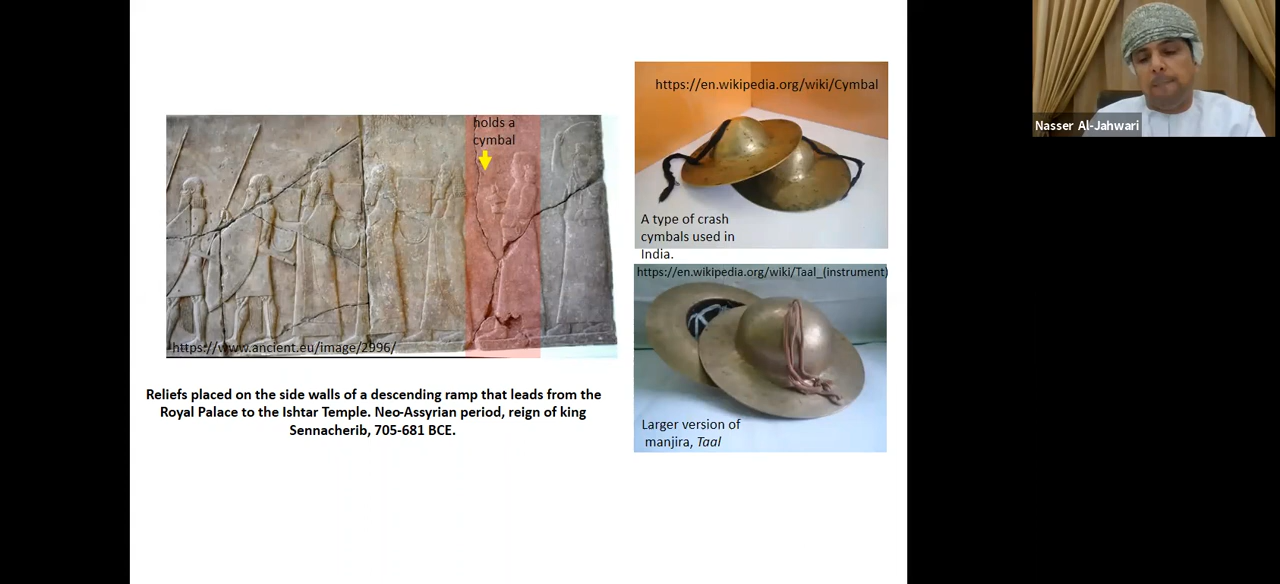 holds a
cymbal
https://www.ancient.eu/image/2996/
Reliefs placed on the side walls of a descending ramp that leads from the
Royal Palace to the Ishtar Temple. Neo-Assyrian period, reign of king
Sennacherib, 705-681 BCE.
https://en.wikipedia.org/wiki/Cymbal
A type of crash
cymbals used in
India.
https://en.wikipedia.org/wiki/Taal_(instrument)
Larger version of
manjira, Taal
Nasser Al-Jahwari